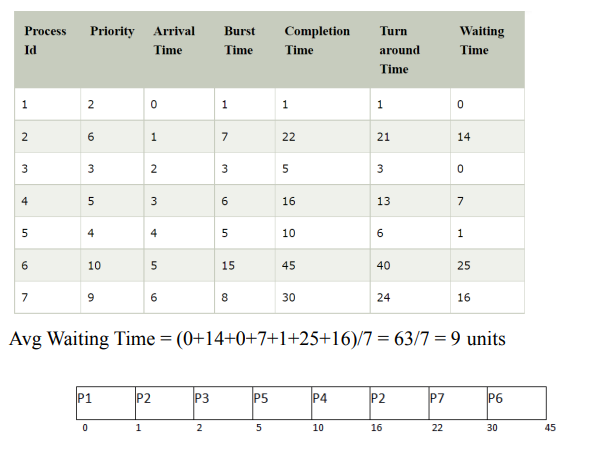 Process Id Priority Arrival Time Burst Time Completion Time Turn around Time Waiting Time
1 2 0 1 1 1 0
2 6 1 7 22 21 14
3 3 2 3 5 3 0
4 5 3 6 16 13 7
5 4 4 5 10 6 1
6 10 5 15 45 40 25
7 9 6 8 30 24 16
Avg Waiting Time = (0+14+0+7+1+25+16)/7 = 63/7 = 9 units
P1 P2 P3 P5 P4 P2 P7 P6
0 1 2 5 10 16 22 30 45